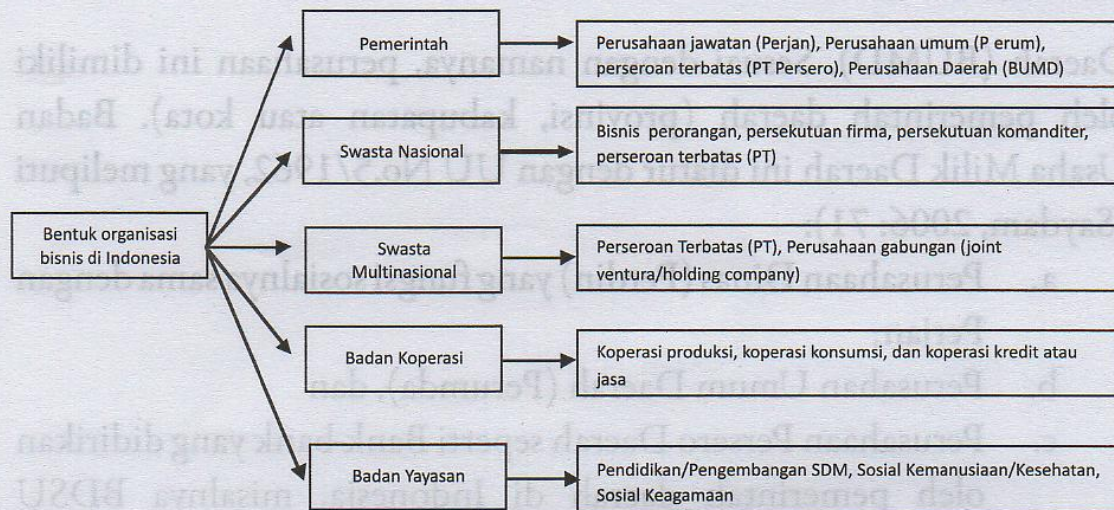 Pemerintah
Perusahaan jawatan (Perjan), Perusahaan umum (P erum),
perseroan terbatas (PT Persero), Perusahaan Daerah (BUMD)
Swasta Nasional
Bisnis perorangan, persekutuan firma, persekutuan komanditer,
perseroan terbatas (PT)
Bentuk organisasi
bisnis di Indonesia
Swasta
Multinasional
Perseroan Terbatas (PT), Perusahaan gabungan (joint
ventura/holding company)
Badan Koperasi
Koperasi produksi, koperasi konsumsi, dan koperasi kredit atau
jasa
Badan Yayasan
Pendidikan/Pengembangan SDM, Sosial Kemanusiaan/Kesehatan,
Sosial Keagamaan